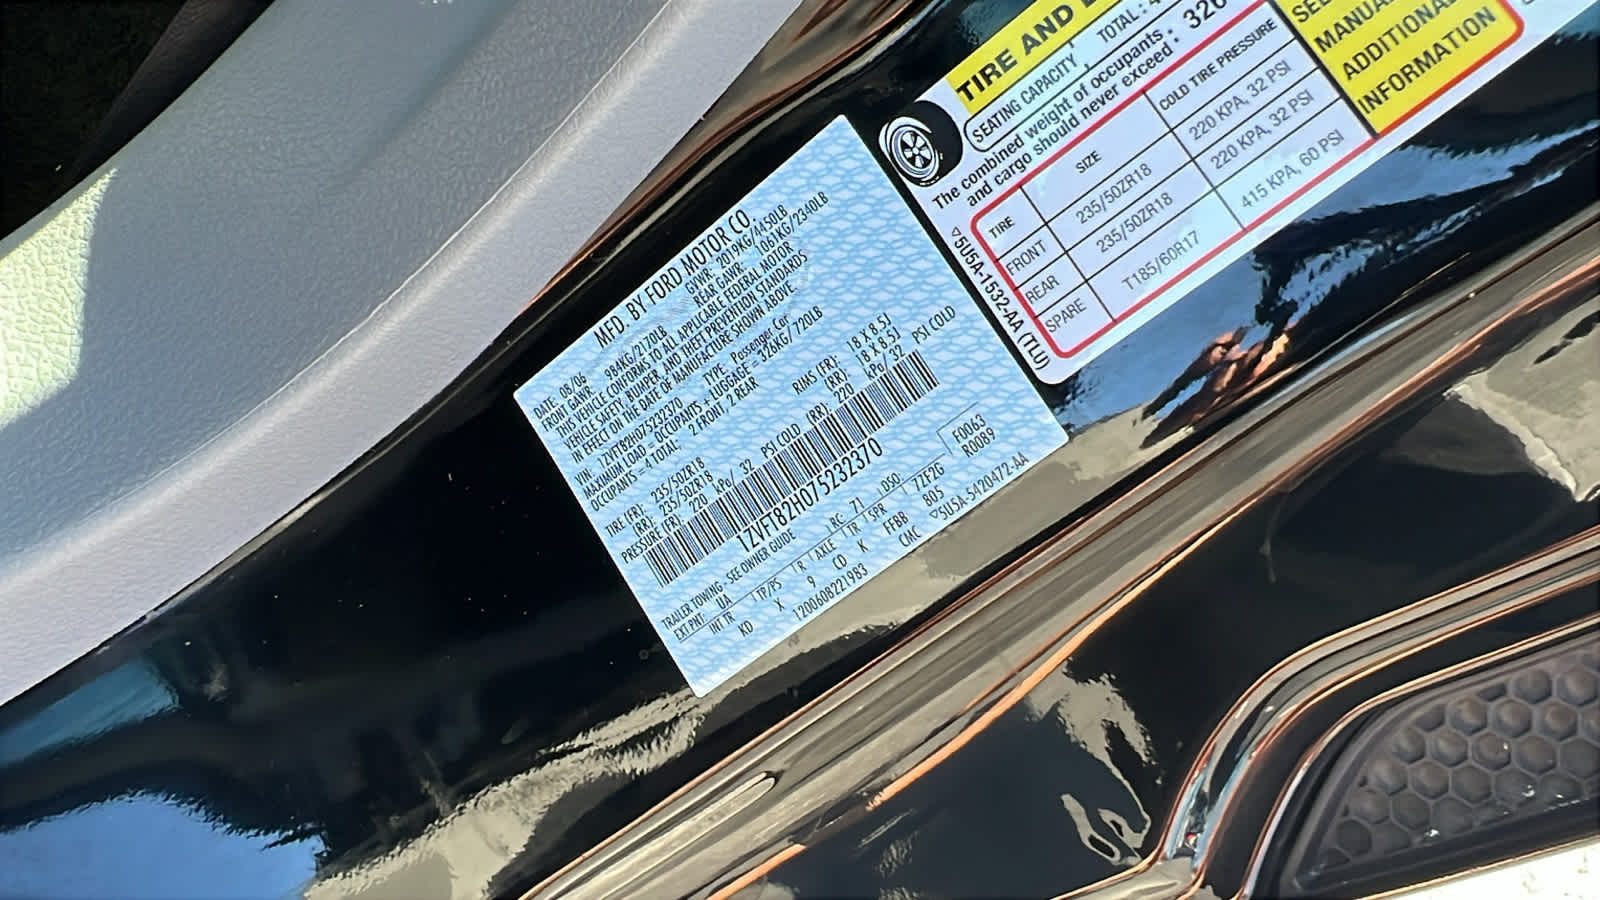 MFD. BY FORD MOTOR CO.
DATE: 08/06 GVWR: 2019KG/4450LB
FRONT GAWR: 984KG/2170LB REAR GAWR: 1061KG/2340LB
THIS VEHICLE CONFORMS TO ALL APPLICABLE FEDERAL MOTOR
VEHICLE SAFETY, BUMPER, AND THEFT PREVENTION STANDARDS
IN EFFECT ON THE DATE OF MANUFACTURE SHOWN ABOVE.
VIN: 1ZVFT82H075232370 TYPE: Passenger Car
MAXIMUM LOAD = OCCUPANTS + LUGGAGE = 326KG/ 720LB
OCCUPANTS = 4 TOTAL: 2 FRONT, 2 REAR
TIRE (FR): 235/50ZR18 RIMS (FR): 18 X 8.5J
(RR): 235/50ZR18 (RR): 18 X 8.5J
PRESSURE (FR): 220 kPa/ 32 PSI COLD (RR): 220 kPa/ 32 PSI COLD
1ZVFT82H075232370
TRAILER TOWING - SEE OWNER GUIDE
EXT PNT: UA RC: 71 DSO: F0063
INT TR TP/PS R AXLE TR SPR 7ZF2G R0089
KD X 9 CD K FFBB 805
1200608221983 CMC ▽5U5A-5420472-AA
TIRE AND
SEATING CAPACITY TOTAL: 4
The combined weight of occupants
and cargo should never exceed: 326
TIRE SIZE COLD TIRE PRESSURE
FRONT 235/50ZR18 220 KPA, 32 PSI
REAR 235/50ZR18 220 KPA, 32 PSI
SPARE T185/60R17 415 KPA, 60 PSI
MANUAL
ADDITIONAL
INFORMATION
▽5U5A-1532-AA (TLU)